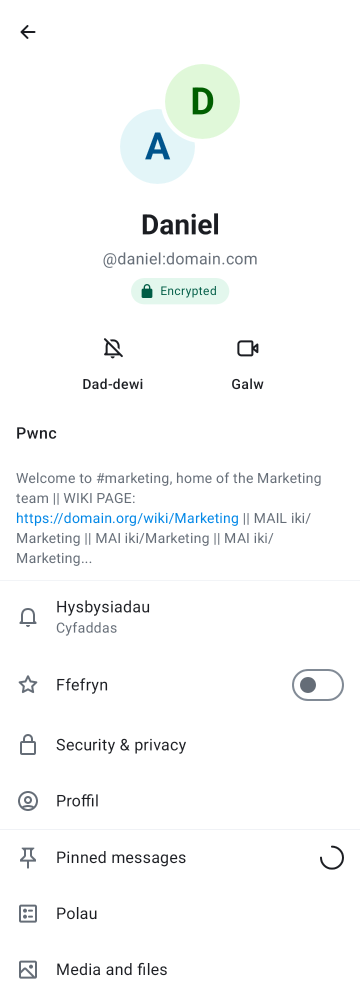 D
A
Daniel
@daniel:domain.com
Encrypted
Dad-dewi
Galw
Pwnc
Welcome to #marketing, home of the Marketing
team || WIKI PAGE:
https://domain.org/wiki/Marketing || MAIL iki/
Marketing || MAI iki/Marketing || MAI iki/
Marketing...
Hysbysiadau
Cyfaddas
Ffefryn
Security & privacy
Proffil
Pinned messages
Polau
Media and files